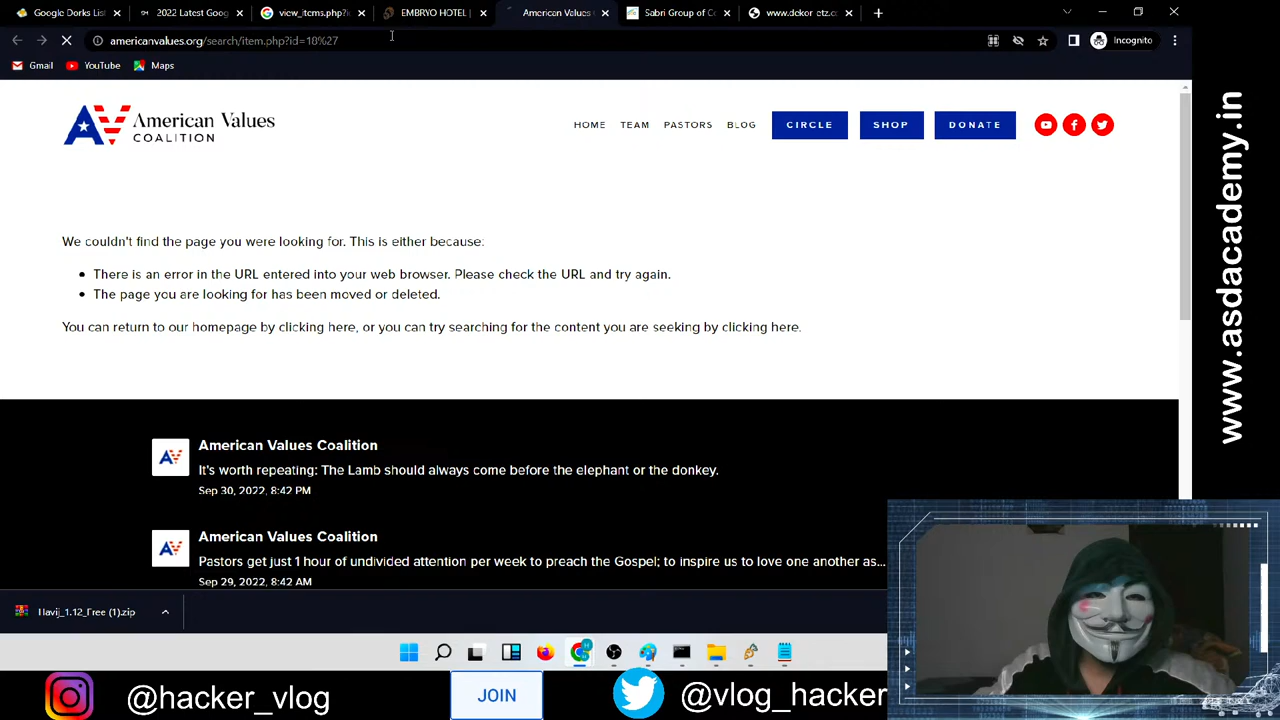 Google Dorks List
2022 Latest Goog
view_items.php?i
EMBRYO HOTEL |
American Values
Sabri Group of Co
americanvalues.org/search/item.php?id=18%27
Incognito
Gmail
YouTube
Maps
American Values
COALITION
HOME
TEAM
PASTORS
BLOG
CIRCLE
SHOP
DONATE
We couldn't find the page you were looking for. This is either because:
There is an error in the URL entered into your web browser. Please check the URL and try again.
The page you are looking for has been moved or deleted.
You can return to our homepage by clicking here, or you can try searching for the content you are seeking by clicking here.
American Values Coalition
It's worth repeating: The Lamb should always come before the elephant or the donkey.
Sep 30, 2022, 8:42 PM
American Values Coalition
Pastors get just 1 hour of undivided attention per week to preach the Gospel; to inspire us to love one another as...
Sep 29, 2022, 8:42 AM
Havij_1.12_Free (1).zip
@hacker_vlog
JOIN
@vlog_hacker
www.asdacademy.in